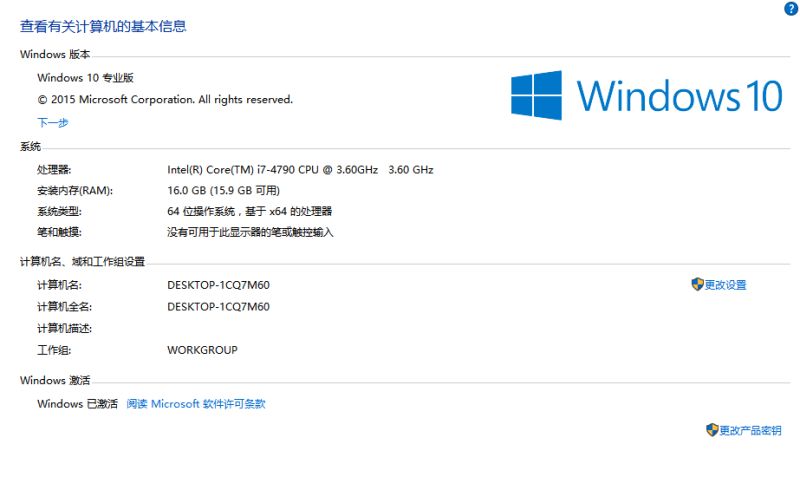 查看有关计算机的基本信息
Windows 版本
Windows 10 专业版
© 2015 Microsoft Corporation. All rights reserved.
下一步
Windows 10
系统
处理器: Intel(R) Core(TM) i7-4790 CPU @ 3.60GHz 3.60 GHz
安装内存(RAM): 16.0 GB (15.9 GB 可用)
系统类型: 64 位操作系统，基于 x64 的处理器
笔和触摸: 没有可用于此显示器的笔或触控输入
计算机名、域和工作组设置
计算机名: DESKTOP-1CQ7M60 更改设置
计算机全名: DESKTOP-1CQ7M60
计算机描述:
工作组: WORKGROUP
Windows 激活
Windows 已激活 阅读 Microsoft 软件许可条款
更改产品密钥